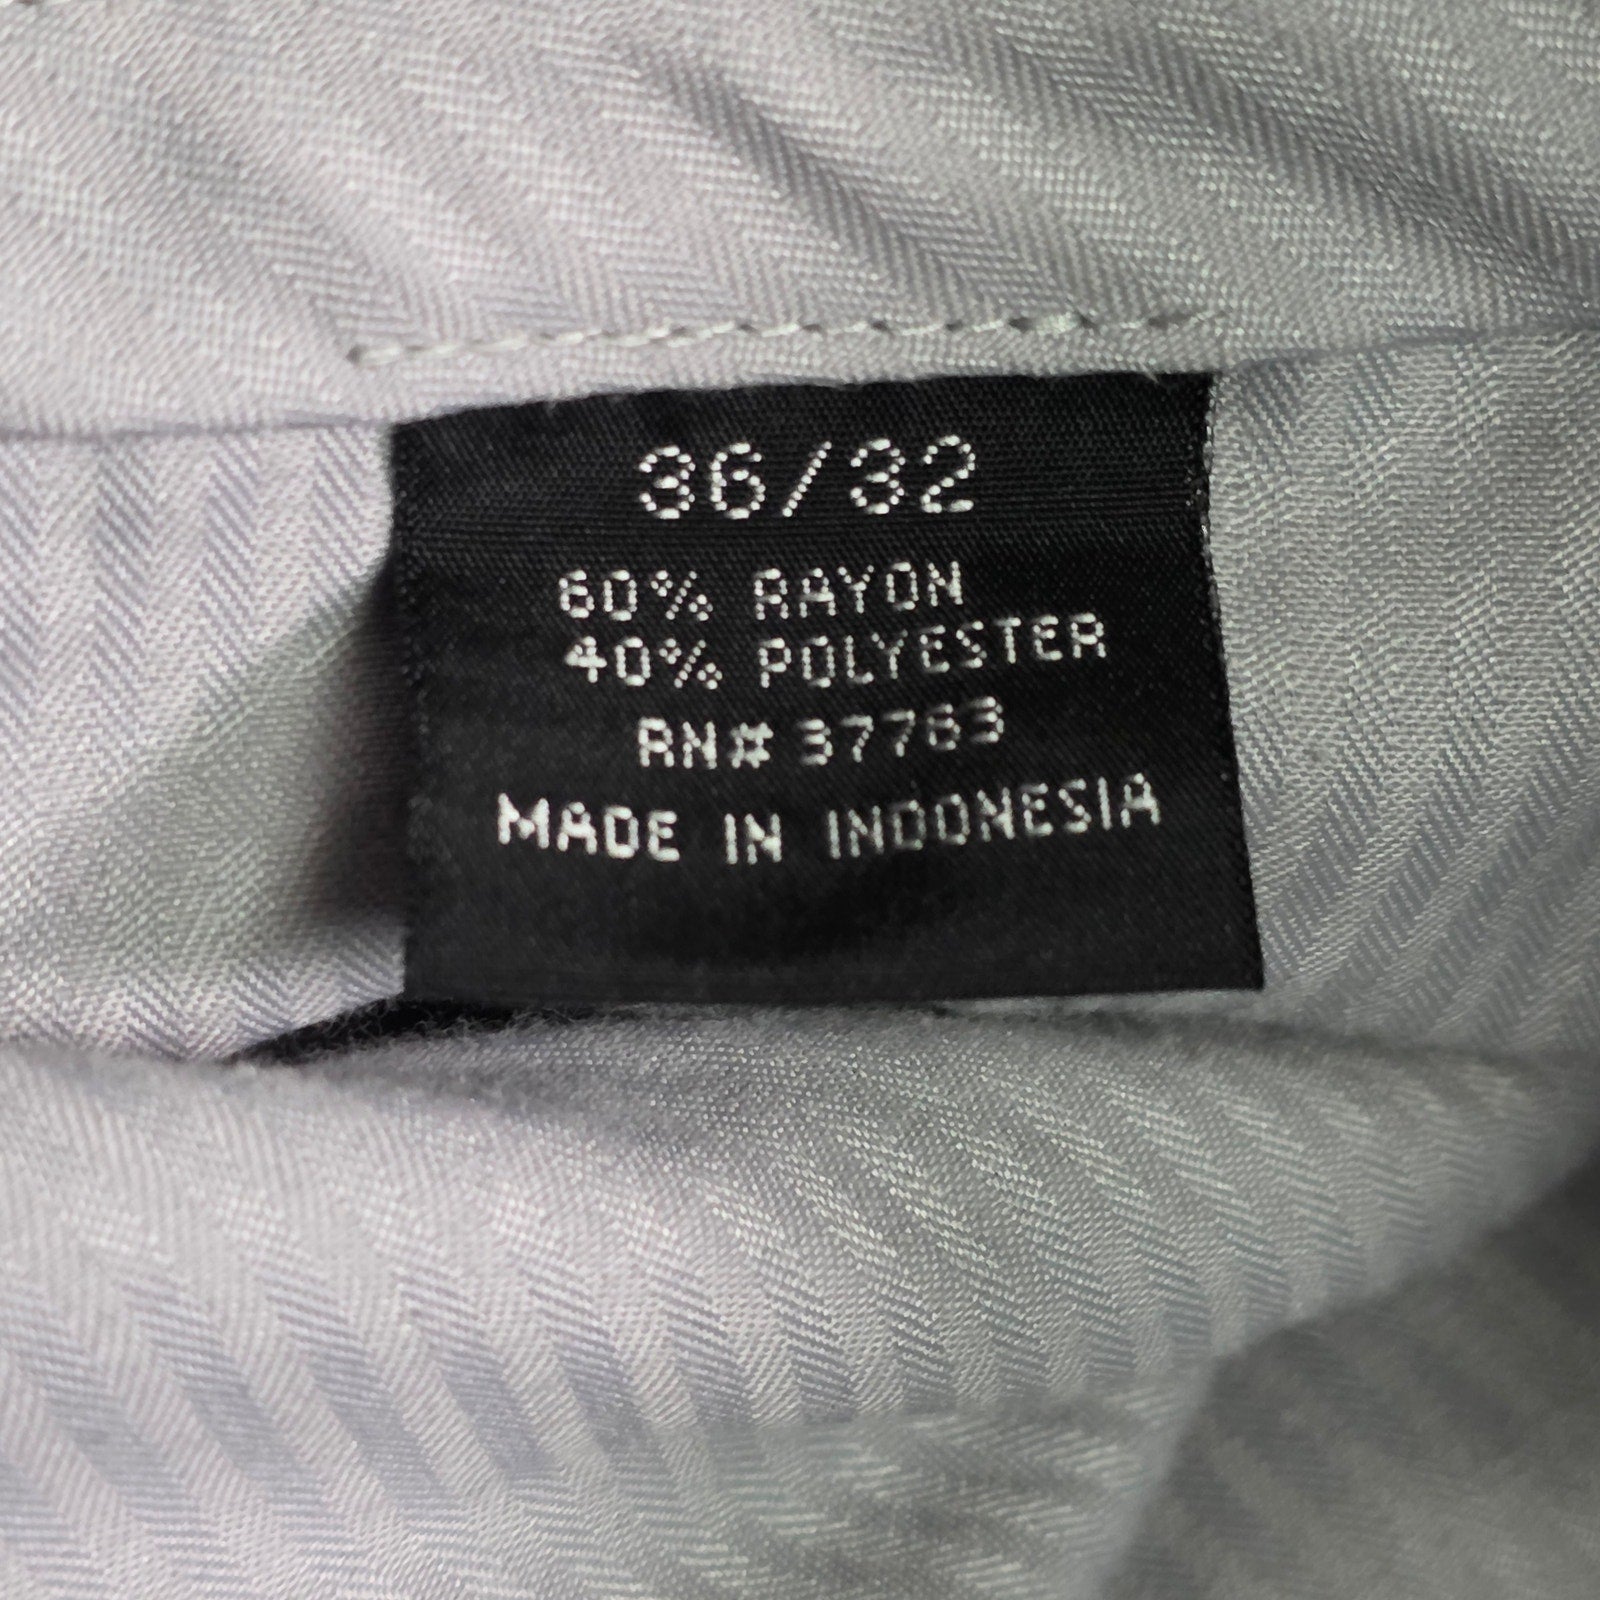 36/32
60% RAYON
40% POLYESTER
RN# 37763
MADE IN INDONESIA